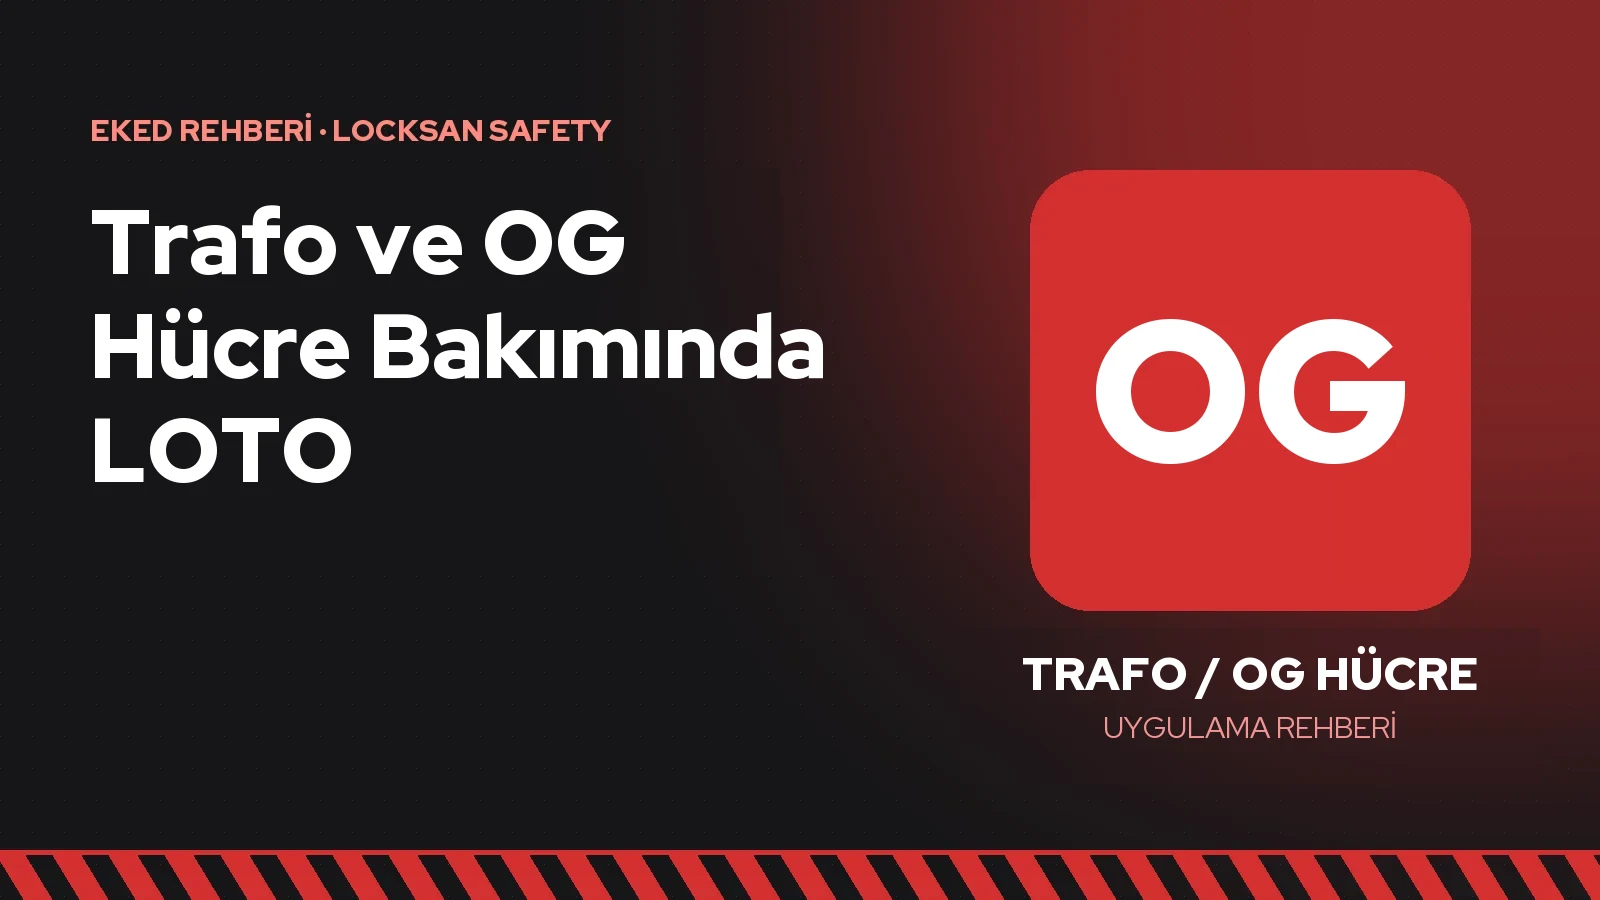 EKED REHBERİ · LOCKSAN SAFETY
Trafo ve OG
Hücre Bakımında
LOTO
OG
TRAFO / OG HÜCRE
UYGULAMA REHBERİ